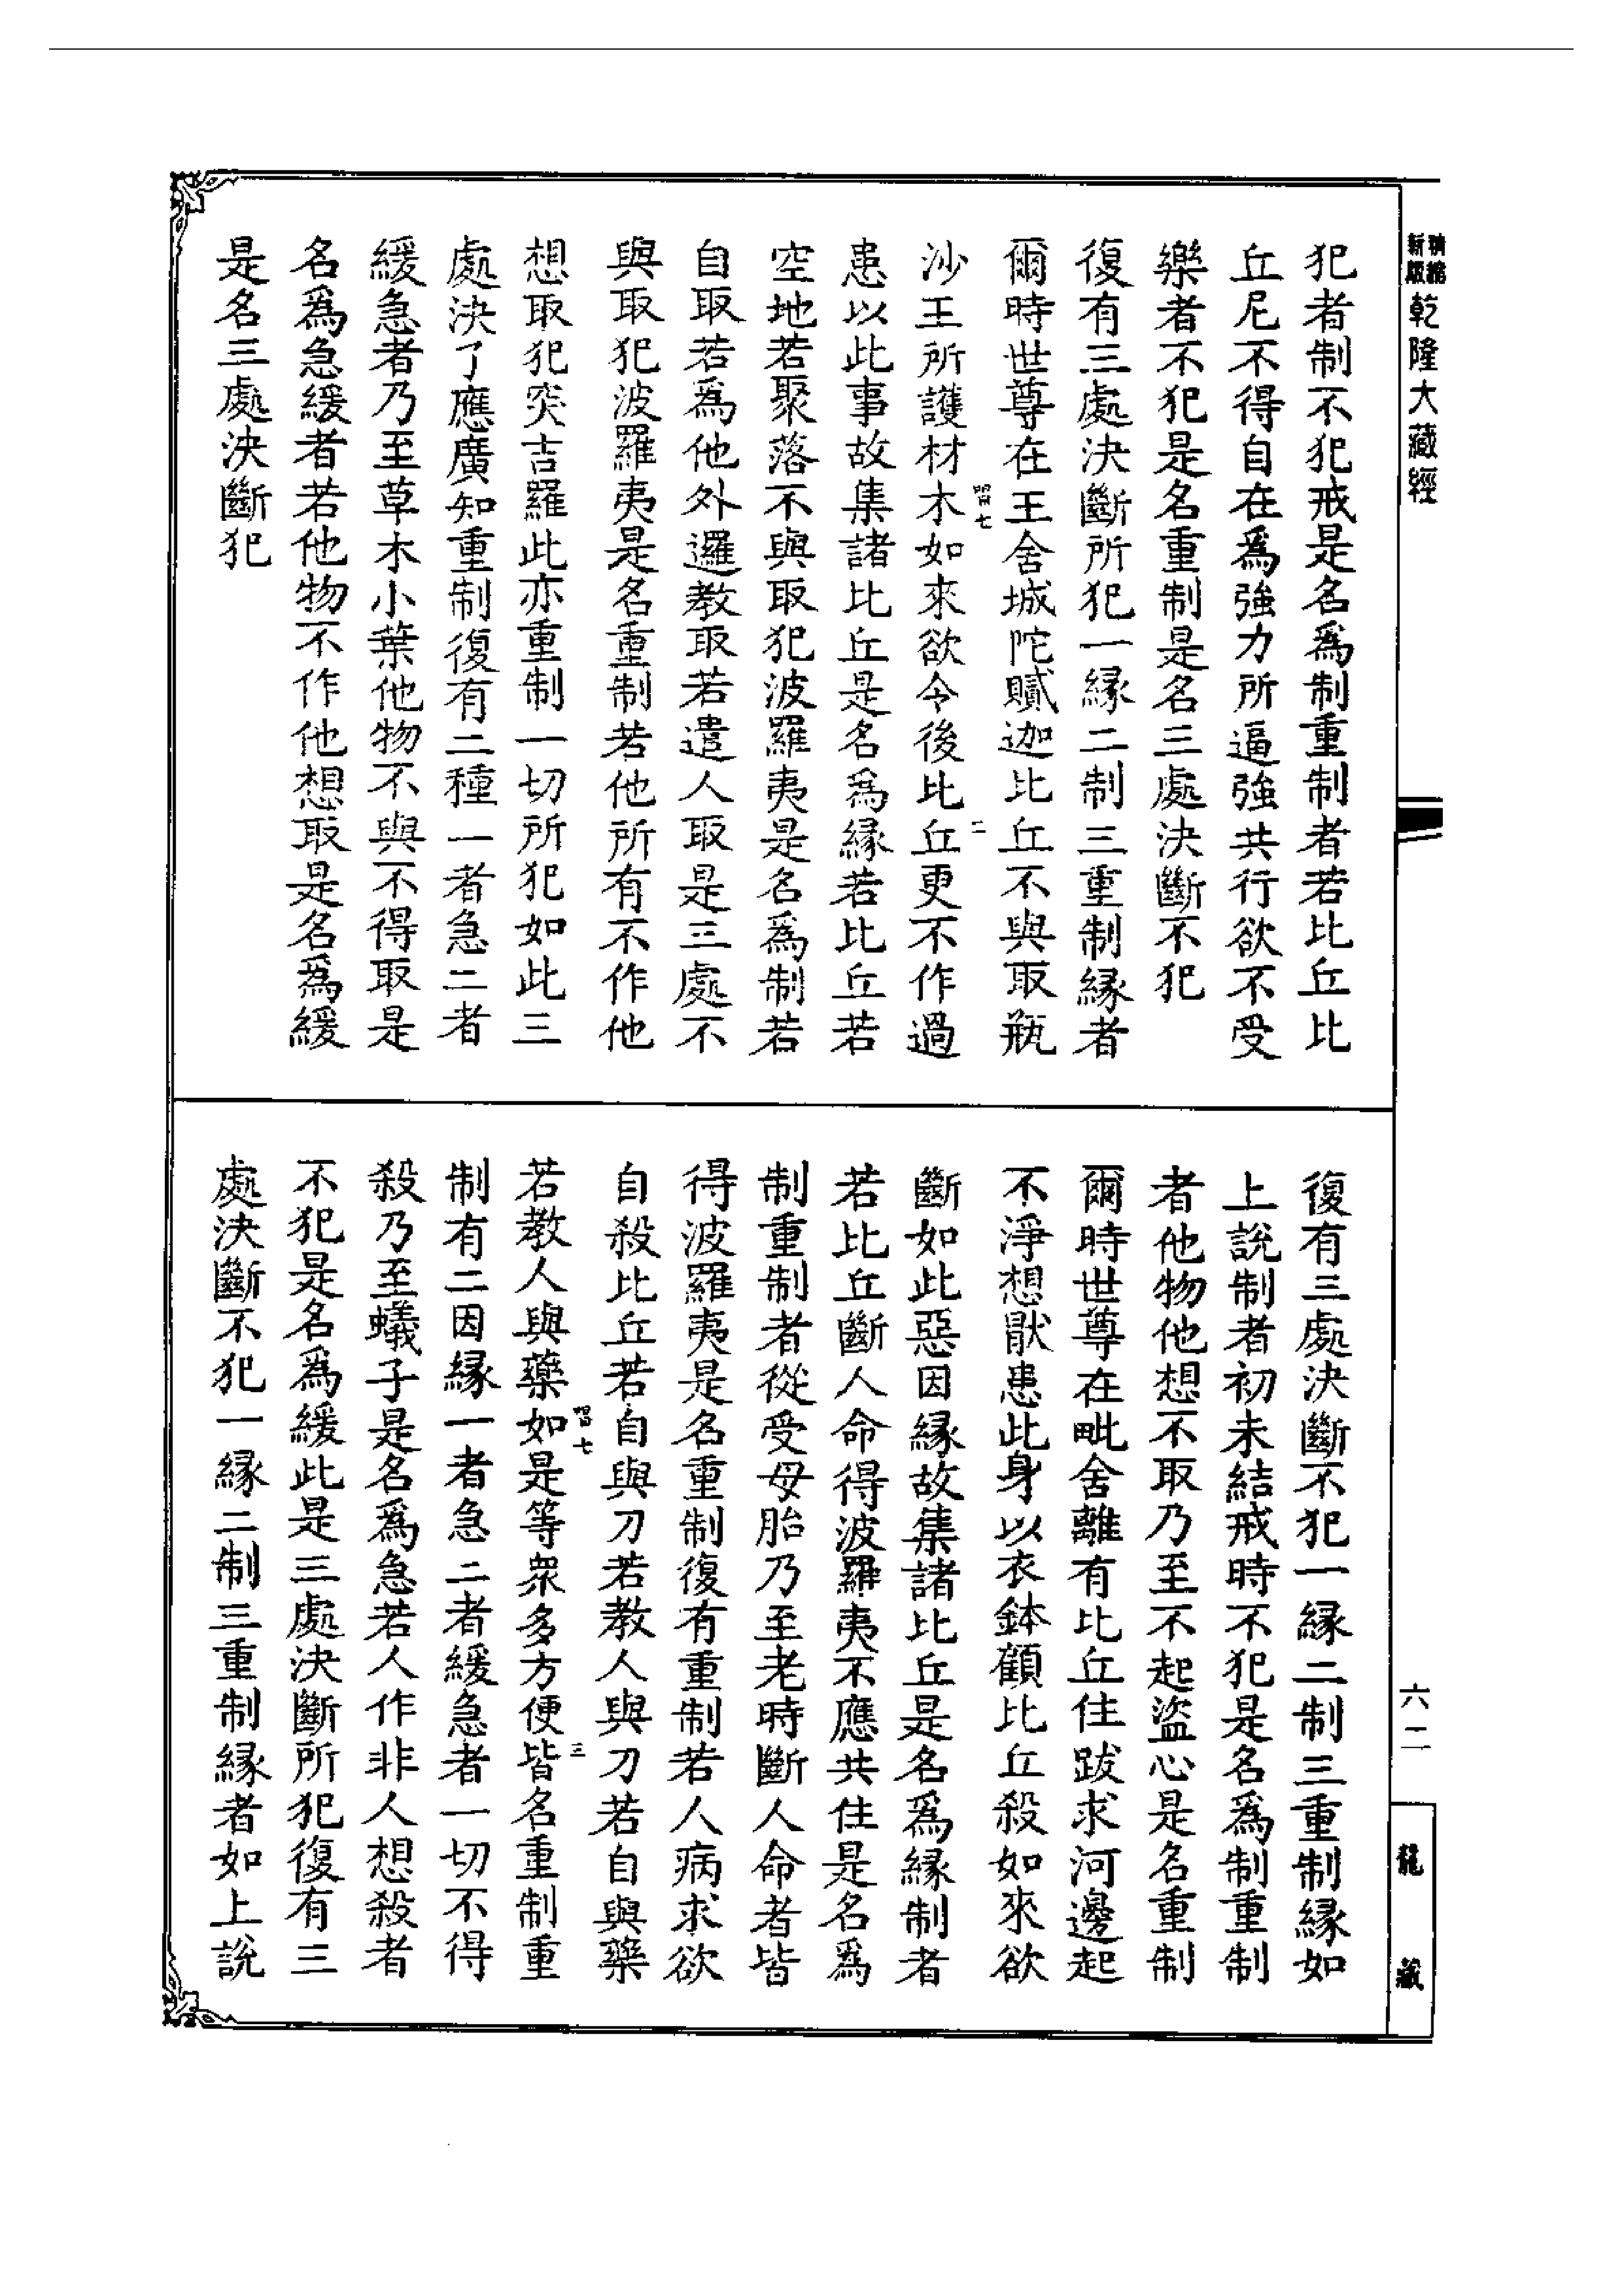 精繕新版乾隆大藏經
犯者制不犯戒是名爲制重制者若比丘比
丘尼不得自在爲強力所逼強共行欲不受
樂者不犯是名重制是名三處決斷不犯
復有三處決斷所犯一縁二制三重制縁者
爾時世尊在王舍城陀贜迦比丘不與取瓶
沙王所護材木如來欲令後比丘更不作過
患以此事故集諸比丘是名爲縁若比丘若
空地若聚落不與取犯波羅夷是名爲制若
自取若爲他外邏教取若遣人取是三處不
與取犯波羅夷是名重制若他所有不作他
想取犯突吉羅此亦重制一切所犯如此三
處決了應廣知重制復有二種一者急二者
緩急者乃至草木小葉他物不與不得取是
名爲急緩者若他物不作他想取是名爲緩
是名三處決斷犯
復有三處決斷不犯一縁二制三重制縁如
上說制者初未結戒時不犯是名爲制重制
者他物他想不取乃至不起盜心是名重制
爾時世尊在毗舍離有比丘住跋求河邊起
不淨想猒患此身以衣鉢顧比丘殺如來欲
斷如此惡因縁故集諸比丘是名爲縁制者
若比丘斷人命得波羅夷不應共住是名爲
制重制者從受母胎乃至老時斷人命者皆
得波羅夷是名重制復有重制若人病求欲
自殺比丘若自與刀若教人與刀若自與藥
若教人與藥如是等衆多方便皆名重制重
制有二因縁一者急二者緩急者一切不得
殺乃至蟻子是名爲急若人作非人想殺者
不犯是名爲緩此是三處決斷所犯復有三
處決斷不犯一縁二制三重制縁者如上說
六二
龍藏